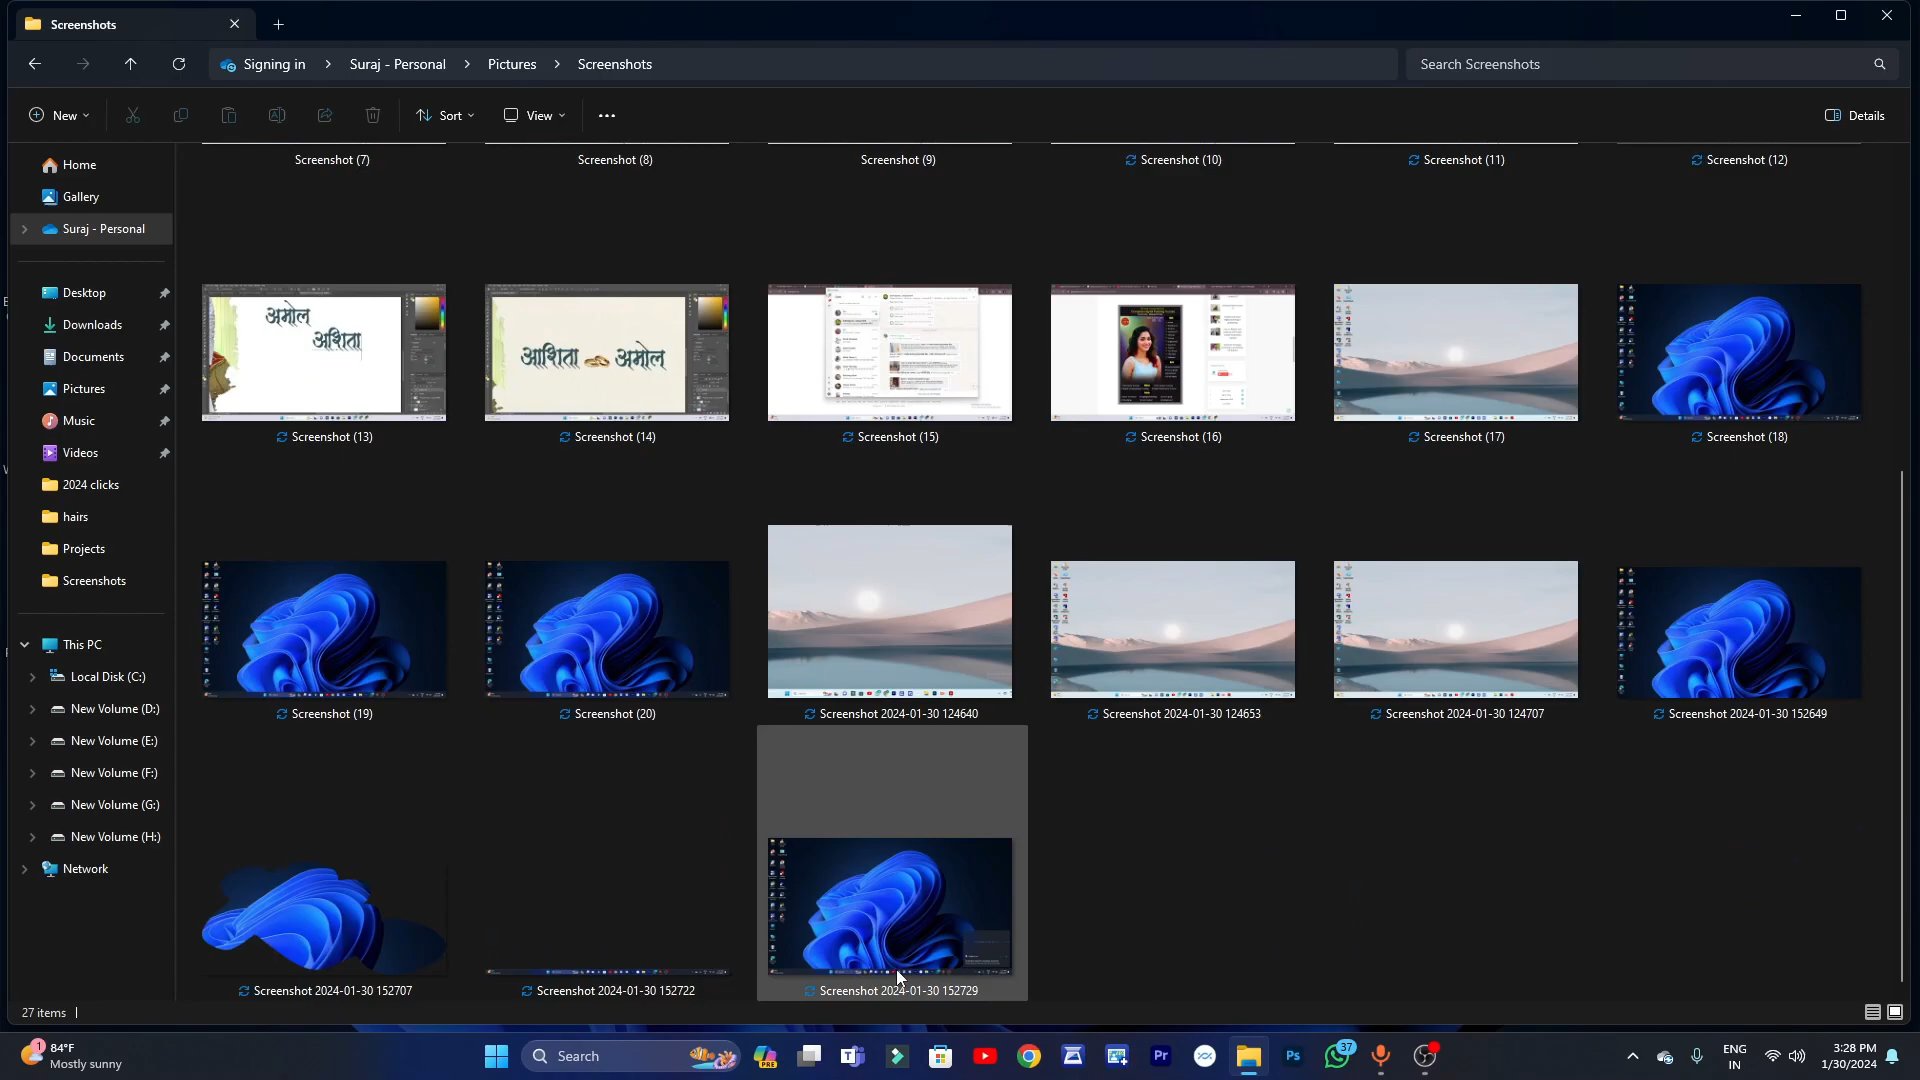 Screenshots
Signing in > Suraj - Personal > Pictures > Screenshots
Search Screenshots
New
Sort
View
Details
Home
Gallery
Suraj - Personal
Desktop
Downloads
Documents
Pictures
Music
Videos
2024 clicks
hairs
Projects
Screenshots
This PC
Local Disk (C:)
New Volume (D:)
New Volume (E:)
New Volume (F:)
New Volume (G:)
New Volume (H:)
Network
Screenshot (7)
Screenshot (8)
Screenshot (9)
Screenshot (10)
Screenshot (11)
Screenshot (12)
अमोल
अशिता
आशिता
अमोल
Screenshot (13)
Screenshot (14)
Screenshot (15)
Screenshot (16)
Screenshot (17)
Screenshot (18)
Screenshot (19)
Screenshot (20)
Screenshot 2024-01-30 124640
Screenshot 2024-01-30 124653
Screenshot 2024-01-30 124707
Screenshot 2024-01-30 152649
Screenshot 2024-01-30 152707
Screenshot 2024-01-30 152722
Screenshot 2024-01-30 152729
27 items
1
84°F
Mostly sunny
Search
PRE
Pr
Ps
37
ENG
IN
3:28 PM
1/30/2024